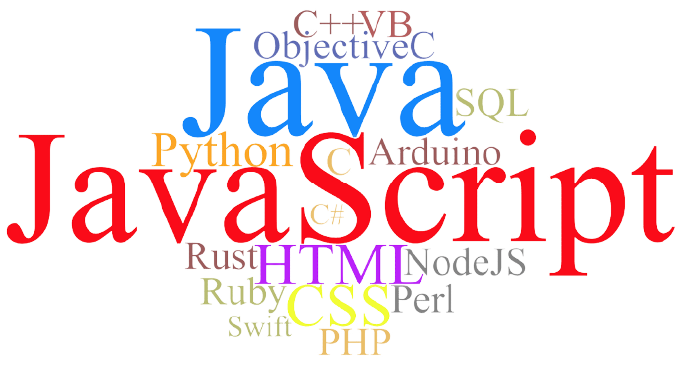 C++ VB
ObjectiveC
Java
SQL
Python C Arduino
JavaScript
C#
Rust HTML NodeJS
Ruby CSS Perl
Swift PHP